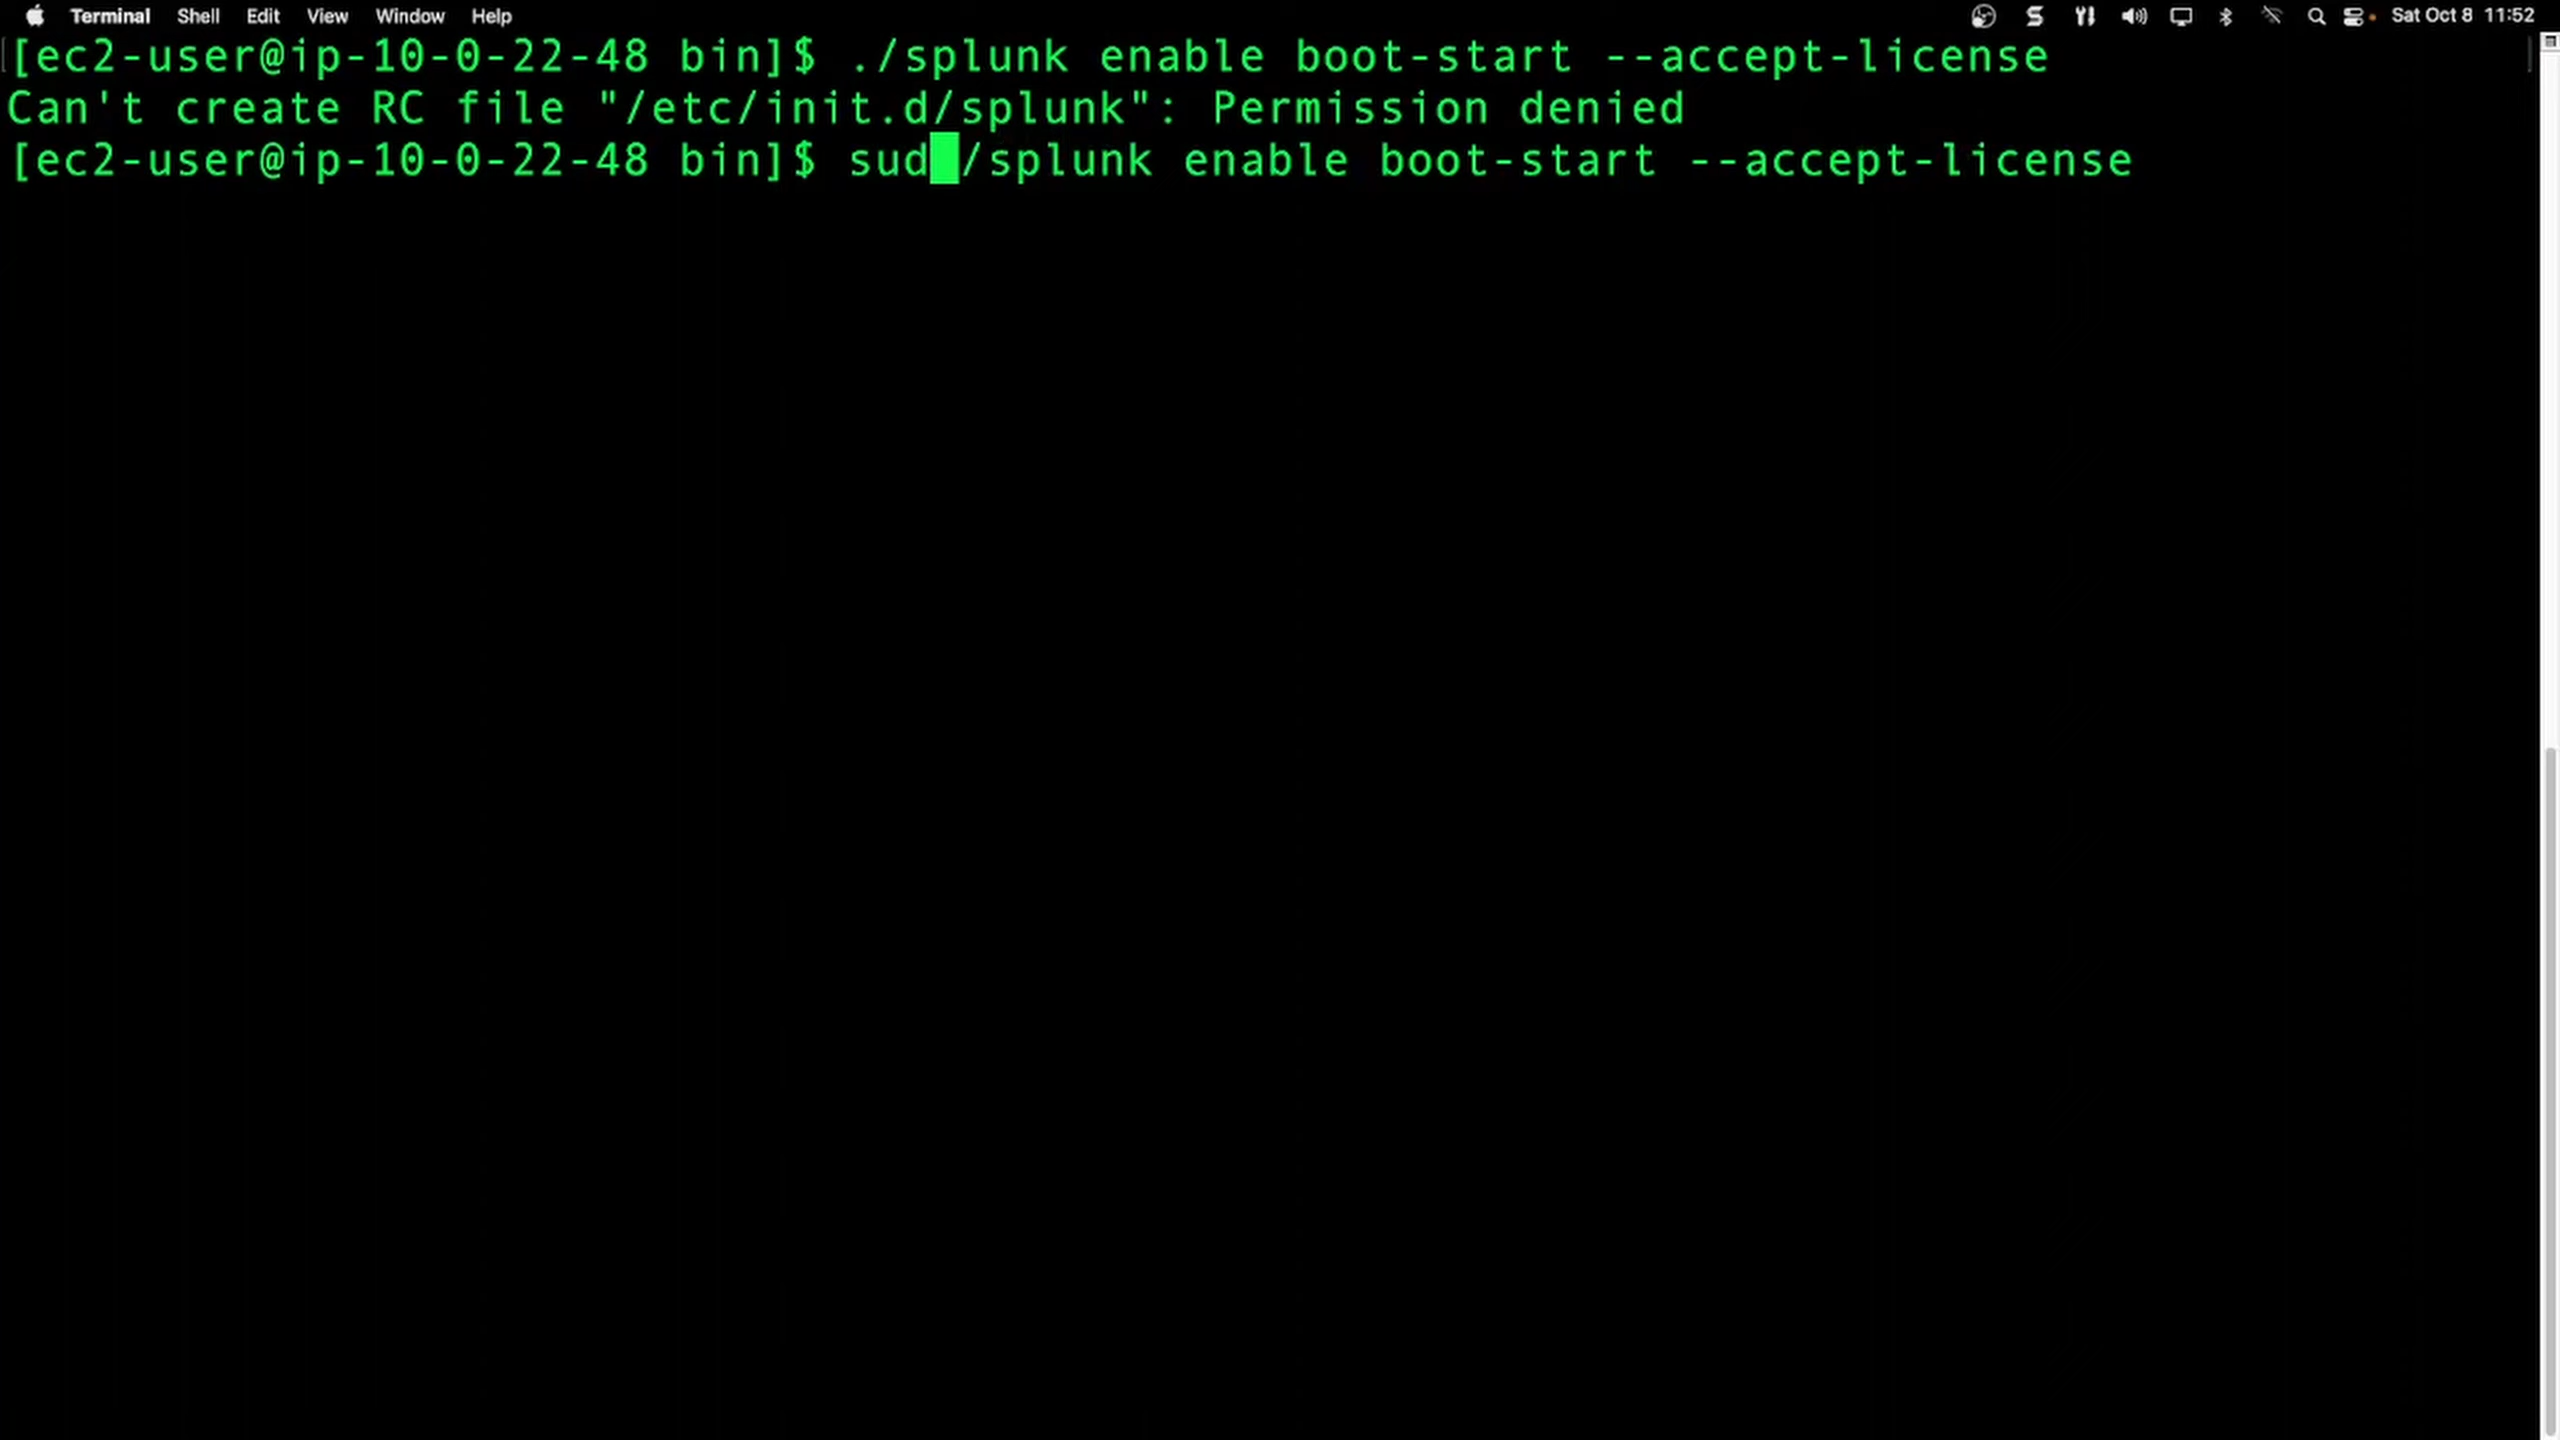 Terminal Shell Edit View Window Help Sat Oct 8 11:52
[ec2-user@ip-10-0-22-48 bin]$ ./splunk enable boot-start --accept-license
Can't create RC file "/etc/init.d/splunk": Permission denied
[ec2-user@ip-10-0-22-48 bin]$ sud./splunk enable boot-start --accept-license